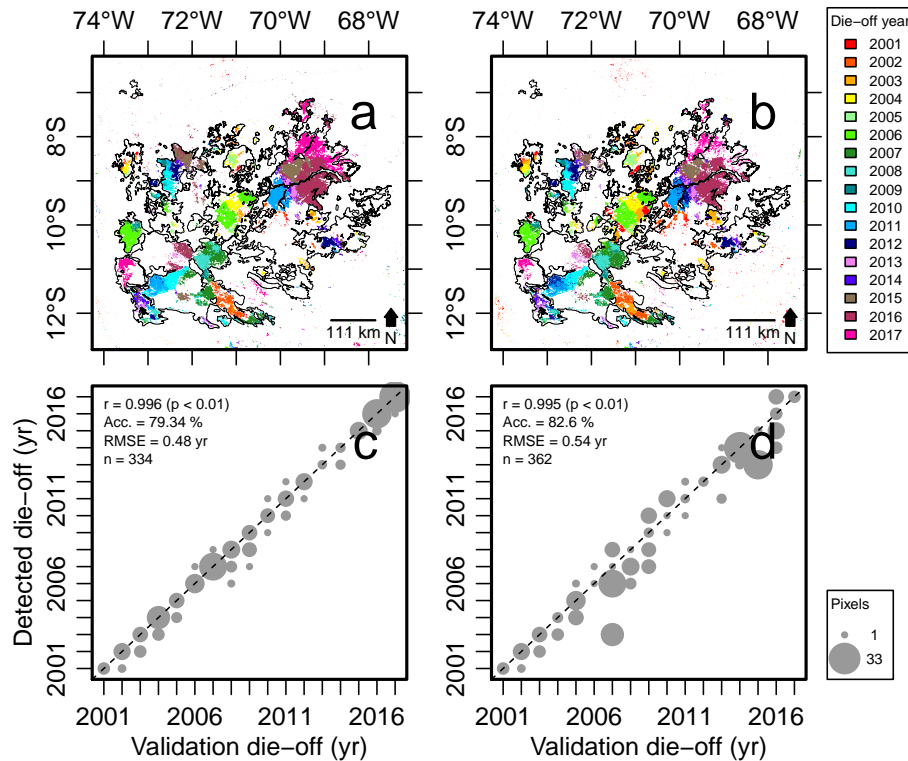 74°W 72°W 70°W 68°W 74°W 72°W 70°W 68°W
Die−off year
2001
2002
2003
2004
2005
2006
2007
2008
2009
2010
2011
2012
2013
2014
2015
2016
2017
8°S
10°S
12°S
a
111 km
N
b
111 km
N
Detected die−off (yr)
2001 2006 2011 2016
r = 0.996 (p < 0.01)
Acc. = 79.34 %
RMSE = 0.48 yr
n = 334
c
2001 2006 2011 2016
Validation die−off (yr)
8°S
10°S
12°S
2001 2006 2011 2016
r = 0.995 (p < 0.01)
Acc. = 82.6 %
RMSE = 0.54 yr
n = 362
d
2001 2006 2011 2016
Validation die−off (yr)
Pixels
1
33